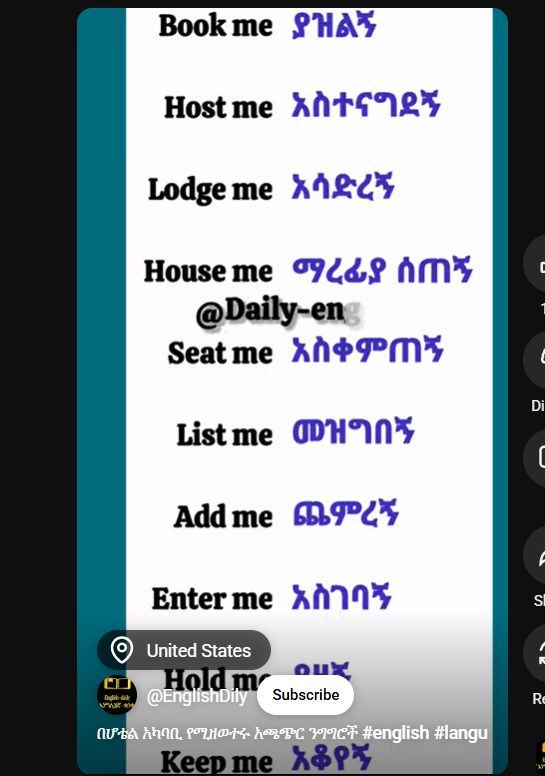 Book me ያዝልኝ
Host me አስተናግደኝ
Lodge me አሳድረኝ
House me ማረፊያ ሰጠኝ
@Daily-eng
Seat me አስቀምጠኝ
List me መዝግበኝ
Add me ጨምረኝ
Enter me አስገባኝ
United States
Hold me
@EnglishDily Subscribe
በሆቴል አካባቢ የሚዘወተሩ አጫጭር ንግግሮች #english #langu
Keep me አቆየኝ